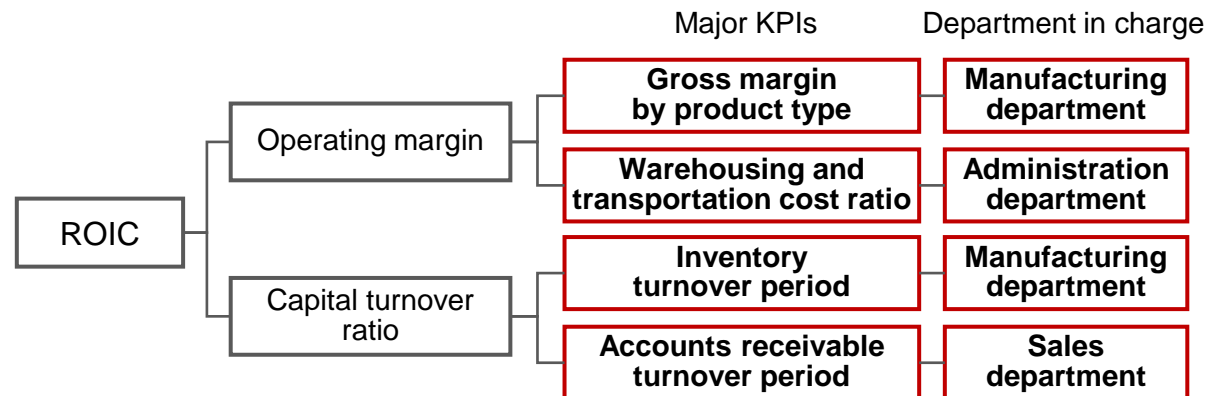 Major KPIs
Department in charge
Gross margin
by product type
Manufacturing
department
Operating margin
Warehousing and
transportation cost ratio
Administration
department
ROIC
Inventory
turnover period
Manufacturing
department
Capital turnover
ratio
Accounts receivable
turnover period
Sales
department